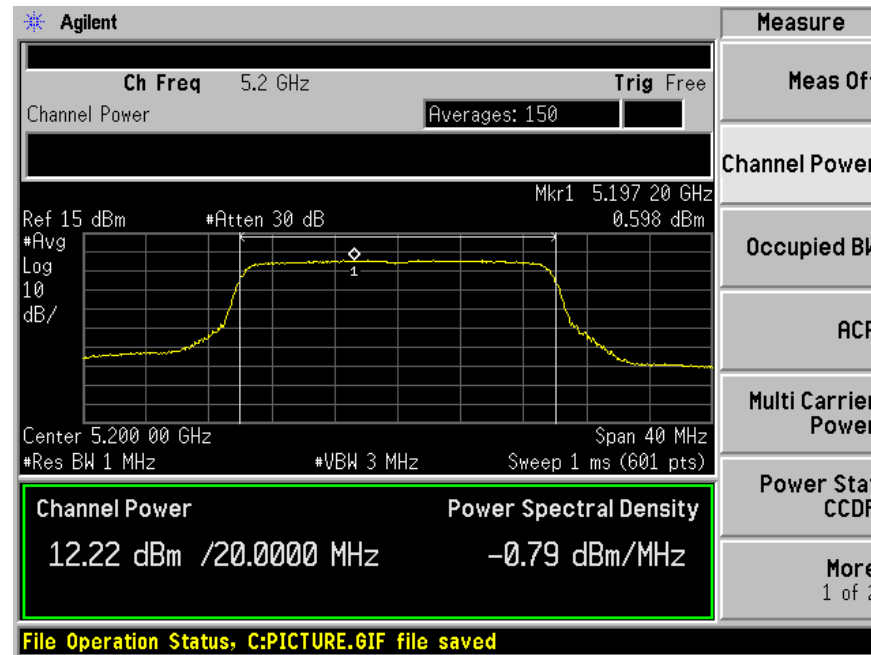 Agilent
Measure
Ch Freq 5.2 GHz Trig Free
Channel Power Averages: 150
Mkr1 5.197 20 GHz
Ref 15 dBm #Atten 30 dB 0.598 dBm
#Avg
Log
10
dB/
1
Center 5.200 00 GHz Span 40 MHz
#Res BW 1 MHz #VBW 3 MHz Sweep 1 ms (601 pts)
Channel Power Power Spectral Density
12.22 dBm /20.0000 MHz -0.79 dBm/MHz
File Operation Status, C:PICTURE.GIF file saved
Meas Of
Channel Power
Occupied B
ACP
Multi Carrier
Power
Power Sta
CCDF
More
1 of 2